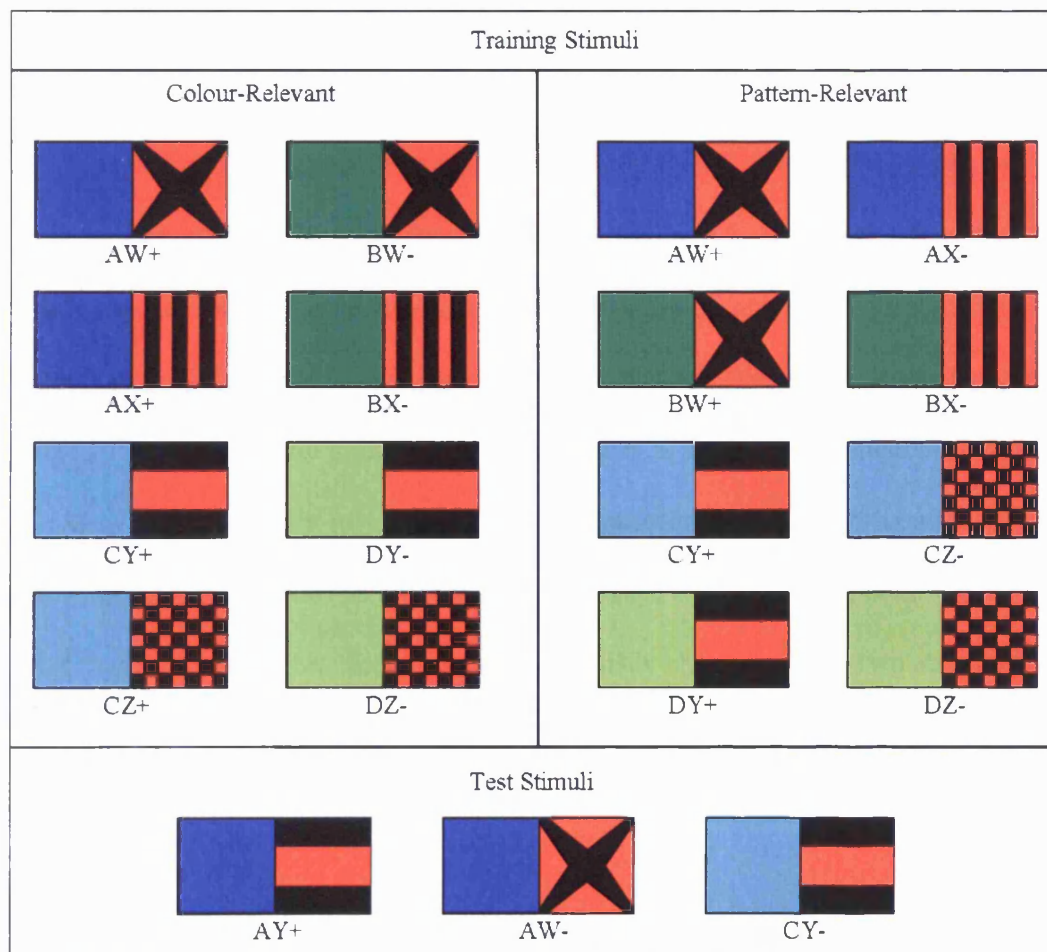 Training Stimuli
Colour-Relevant
AW+ BW-
AX+ BX-
CY+ DY-
CZ+ DZ-
Pattern-Relevant
AW+ AX-
BW+ BX-
CY+ CZ-
DY+ DZ-
Test Stimuli
AY+ AW- CY-